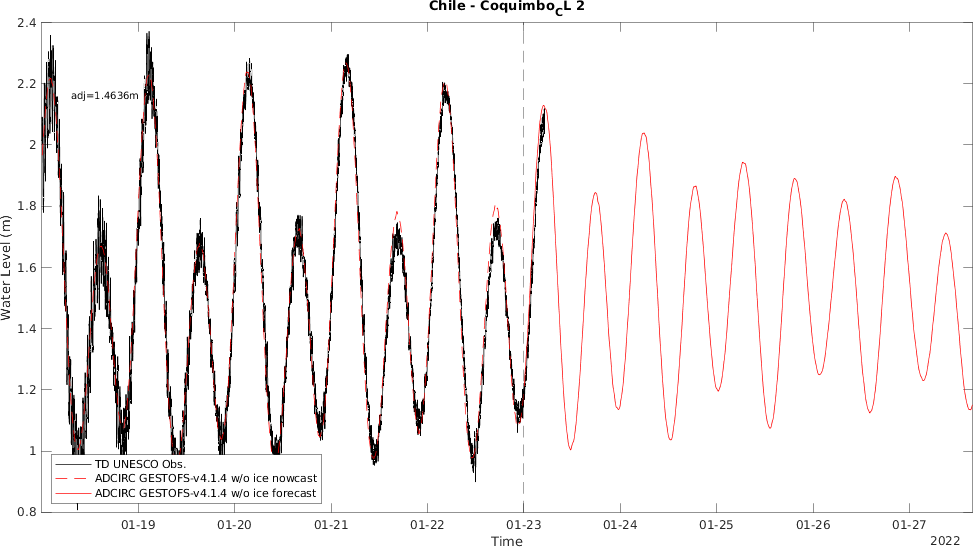 Chile - Coquimbo_CL 2
2.4
2.2
adj=1.4636m
2
1.8
1.6
1.4
1.2
1
0.8
Water Level (m)
TD UNESCO Obs.
ADCIRC GESTOFS-v4.1.4 w/o ice nowcast
ADCIRC GESTOFS-v4.1.4 w/o ice forecast
01-19 01-20 01-21 01-22 01-23 01-24 01-25 01-26 01-27
Time
2022